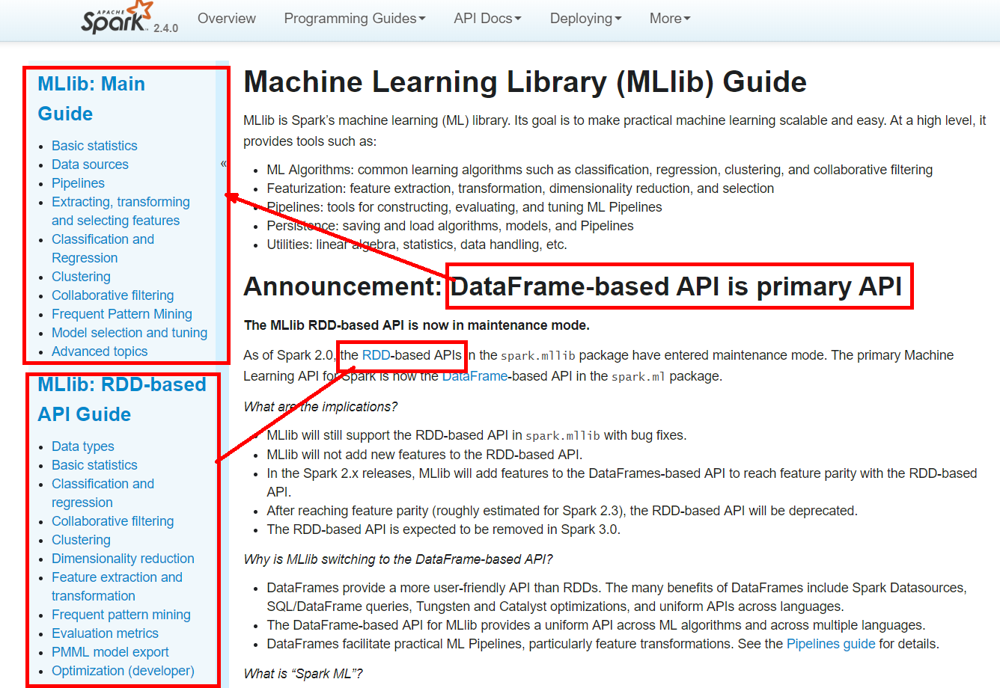 APACHE
Spark 2.4.0 Overview Programming Guides API Docs Deploying More
MLlib: Main
Guide
Basic statistics
Data sources
Pipelines
Extracting, transforming
and selecting features
Classification and
Regression
Clustering
Collaborative filtering
Frequent Pattern Mining
Model selection and tuning
Advanced topics
MLlib: RDD-based
API Guide
Data types
Basic statistics
Classification and
regression
Collaborative filtering
Clustering
Dimensionality reduction
Feature extraction and
transformation
Frequent pattern mining
Evaluation metrics
PMML model export
Optimization (developer)
«
Machine Learning Library (MLlib) Guide
MLlib is Spark’s machine learning (ML) library. Its goal is to make practical machine learning scalable and easy. At a high level, it
provides tools such as:
ML Algorithms: common learning algorithms such as classification, regression, clustering, and collaborative filtering
Featurization: feature extraction, transformation, dimensionality reduction, and selection
Pipelines: tools for constructing, evaluating, and tuning ML Pipelines
Persistence: saving and load algorithms, models, and Pipelines
Utilities: linear algebra, statistics, data handling, etc.
Announcement: DataFrame-based API is primary API
The MLlib RDD-based API is now in maintenance mode.
As of Spark 2.0, the RDD-based APIs in the spark.mllib package have entered maintenance mode. The primary Machine
Learning API for Spark is now the DataFrame-based API in the spark.ml package.
What are the implications?
MLlib will still support the RDD-based API in spark.mllib with bug fixes.
MLlib will not add new features to the RDD-based API.
In the Spark 2.x releases, MLlib will add features to the DataFrames-based API to reach feature parity with the RDD-based
API.
After reaching feature parity (roughly estimated for Spark 2.3), the RDD-based API will be deprecated.
The RDD-based API is expected to be removed in Spark 3.0.
Why is MLlib switching to the DataFrame-based API?
DataFrames provide a more user-friendly API than RDDs. The many benefits of DataFrames include Spark Datasources,
SQL/DataFrame queries, Tungsten and Catalyst optimizations, and uniform APIs across languages.
The DataFrame-based API for MLlib provides a uniform API across ML algorithms and across multiple languages.
DataFrames facilitate practical ML Pipelines, particularly feature transformations. See the Pipelines guide for details.
What is “Spark ML”?